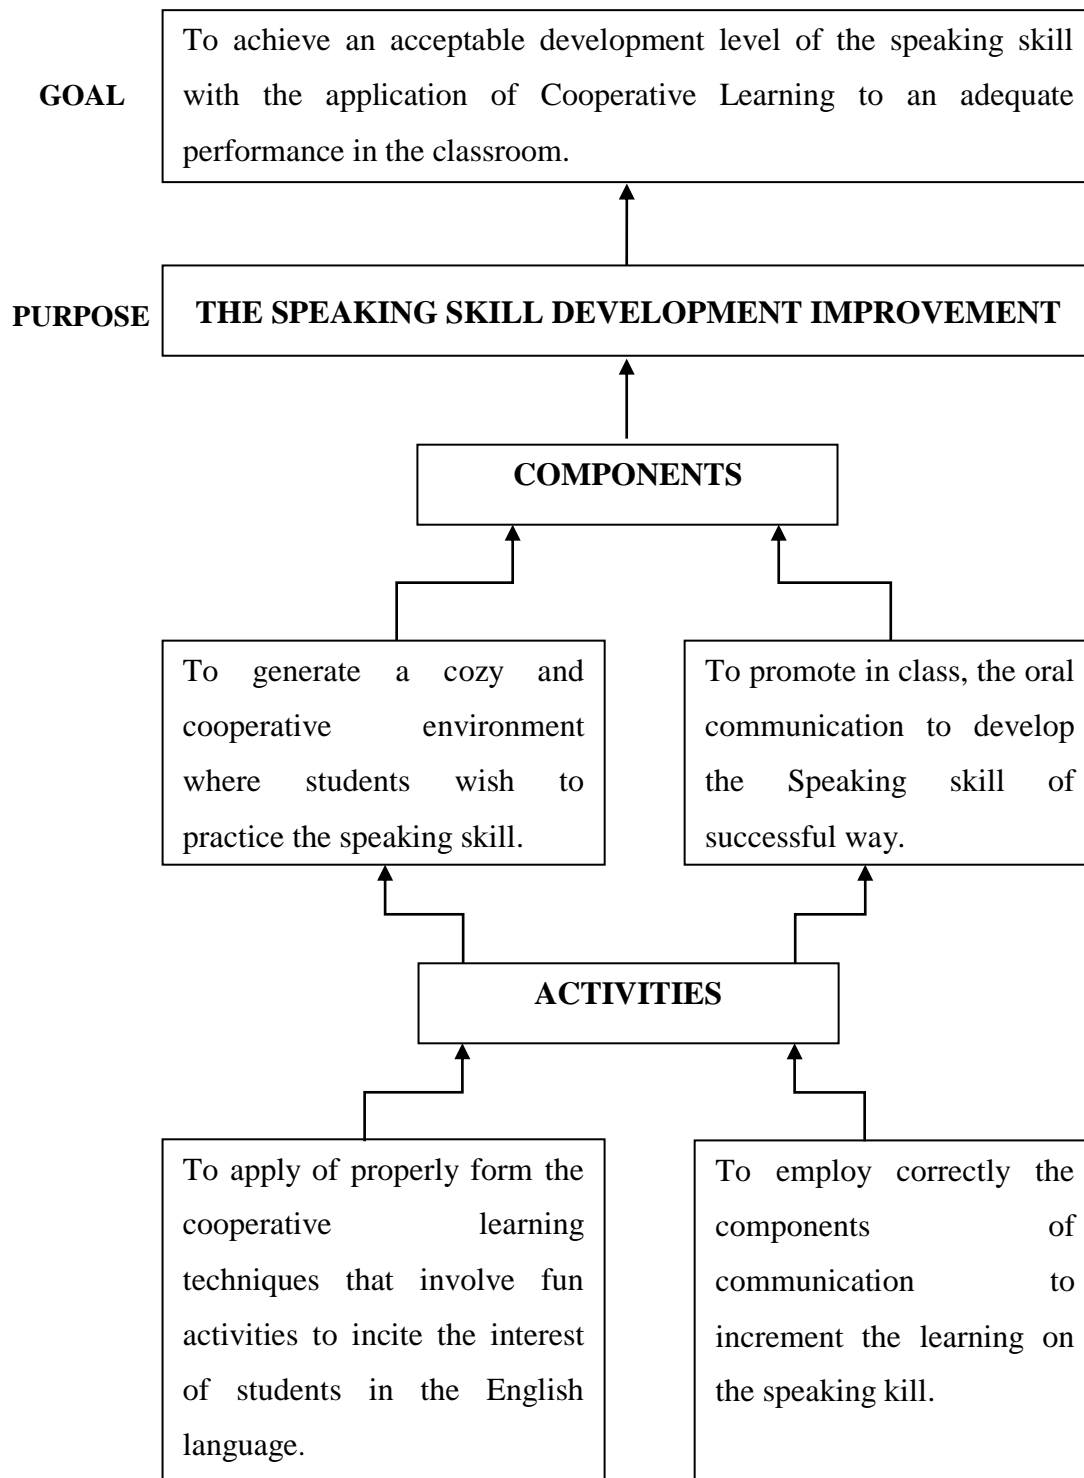 To achieve an acceptable development level of the speaking skill
GOAL
with the application of Cooperative Learning to an adequate
performance in the classroom.
PURPOSE
THE SPEAKING SKILL DEVELOPMENT IMPROVEMENT
COMPONENTS
To generate a cozy and
cooperative environment
where students wish to
practice the speaking skill.
To promote in class, the oral
communication to develop
the Speaking skill of
successful way.
ACTIVITIES
To apply of properly form the
cooperative learning
techniques that involve fun
activities to incite the interest
of students in the English
language.
To employ correctly the
components of
communication to
increment the learning on
the speaking kill.